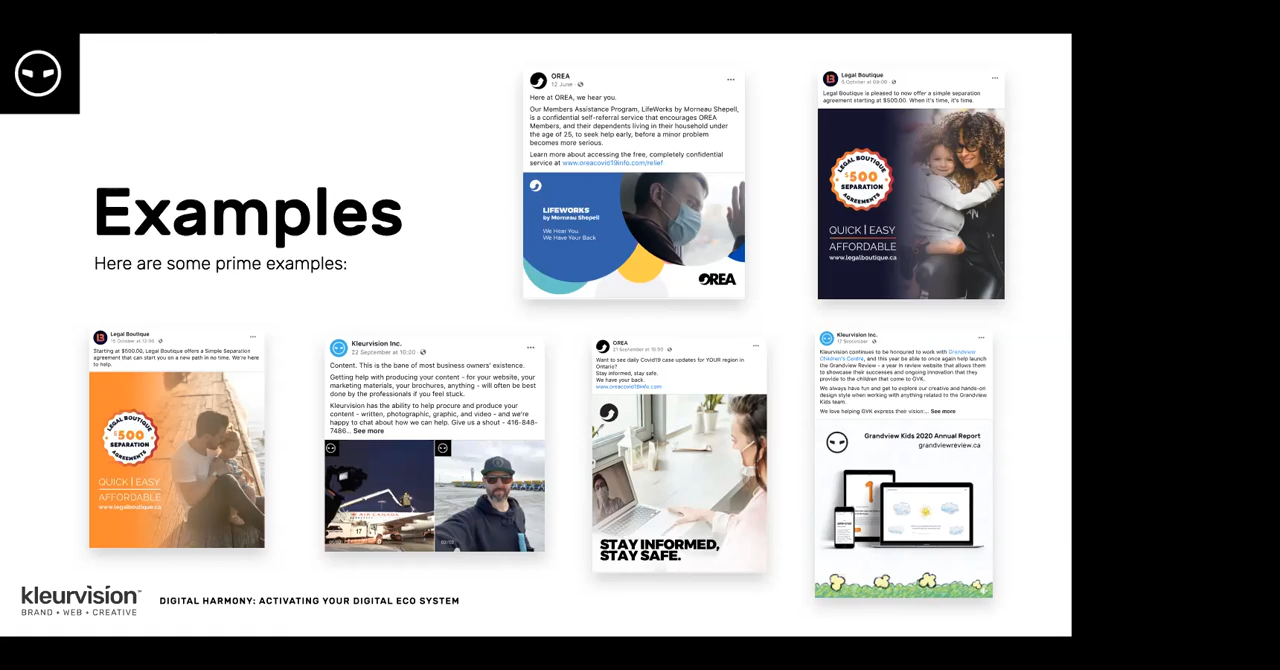 Examples
Here are some prime examples:
OREA
12 June
Here at OREA, we hear you.
Our Members Assistance Program, LifeWorks by Morneau Shepell,
is a confidential self-referral service that encourages OREA
Members, and their dependents living in their household under
the age of 25, to seek help early, before a minor problem
becomes more serious.
Learn more about accessing the free, completely confidential
service at www.oreacovid19info.com/relief
LIFEWORKS
by Morneau Shepell
We Hear You
We Have Your Back
OREA
Legal Boutique
5 October at 09:00
Legal Boutique is pleased to now offer a simple separation
agreement starting at $500.00. When it's time, it's time.
LEGAL BOUTIQUE
$500
SEPARATION
AGREEMENTS
QUICK | EASY
AFFORDABLE
www.legalboutique.ca
Legal Boutique
Starting at $500.00, Legal Boutique offers a Simple Separation
agreement that can start you on a new path in no time. We're here
to help.
LEGAL BOUTIQUE
$500
SEPARATION
AGREEMENTS
QUICK | EASY
AFFORDABLE
www.legalboutique.ca
Kleurvision Inc.
22 September at 10:00
Content. This is the bane of most business owners' existence.
Getting help with producing your content - for your website, your
marketing materials, your brochures, anything - will often be best
done by the professionals if you feel stuck.
Kleurvision has the ability to help procure and produce your
content - written, photographic, graphic, and video - and we're
happy to chat about how we can help. Give us a shout - 416-848-
7486... See more
AIR CANADA
17
OREA
Want to see daily Covid19 case updates for YOUR region in
Ontario?
Stay informed, stay safe.
We have your back.
www.oreacovid19info.com
STAY INFORMED,
STAY SAFE.
Kleurvision Inc.
17 September
Kleurvision continues to be honoured to work with Grandview
Children's Centre, and this year be able to once again help launch
the Grandview Review - a year in review website that allows them
to showcase their successes and ongoing innovation that they
provide to the children that come to GVK.
We always have fun and get to explore our creative and hands-on
design style when working with anything related to the Grandview
Kids team.
We love helping GVK express their vision... See more
Grandview Kids 2020 Annual Report
grandviewreview.ca
kleurvision
BRAND + WEB + CREATIVE
DIGITAL HARMONY: ACTIVATING YOUR DIGITAL ECO SYSTEM